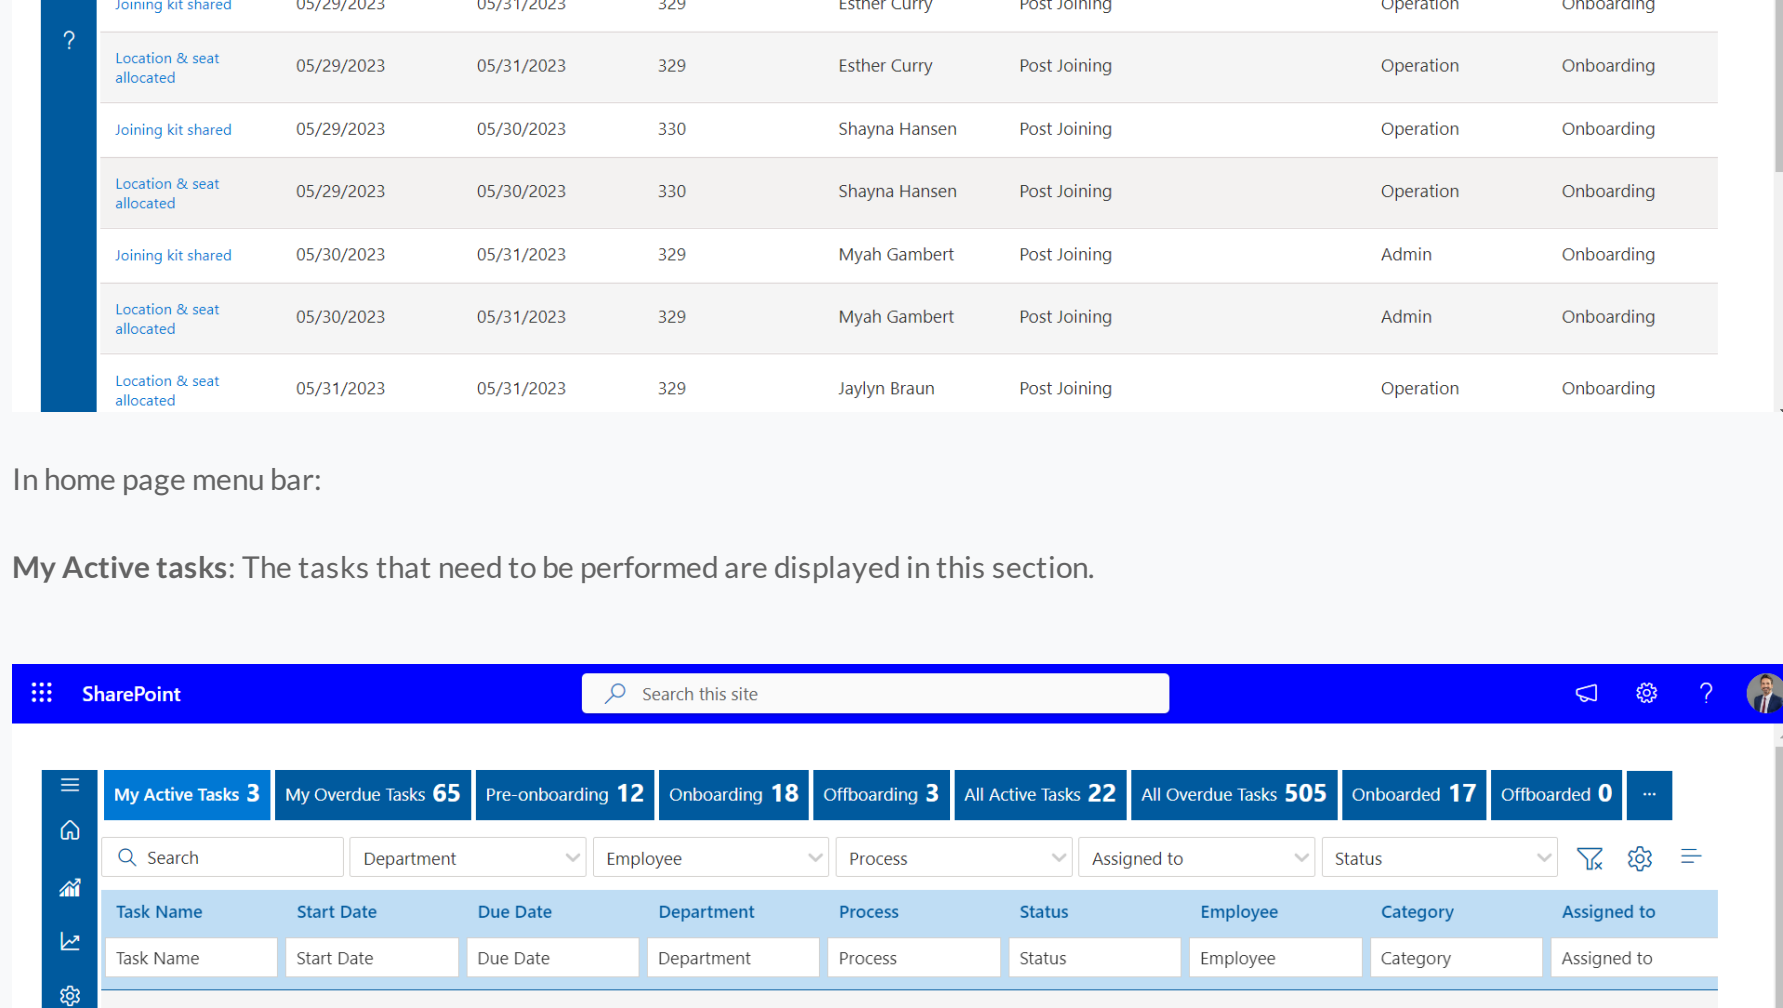 Joining kit shared 05/29/2023 05/31/2023 329 Esther Curry Post Joining Operation Onboarding
?
Location & seat
allocated 05/29/2023 05/31/2023 329 Esther Curry Post Joining Operation Onboarding
Joining kit shared 05/29/2023 05/30/2023 330 Shayna Hansen Post Joining Operation Onboarding
Location & seat
allocated 05/29/2023 05/30/2023 330 Shayna Hansen Post Joining Operation Onboarding
Joining kit shared 05/30/2023 05/31/2023 329 Myah Gambert Post Joining Admin Onboarding
Location & seat
allocated 05/30/2023 05/31/2023 329 Myah Gambert Post Joining Admin Onboarding
Location & seat
allocated 05/31/2023 05/31/2023 329 Jaylyn Braun Post Joining Operation Onboarding
In home page menu bar:
My Active tasks: The tasks that need to be performed are displayed in this section.
SharePoint Search this site ?
My Active Tasks 3 My Overdue Tasks 65 Pre-onboarding 12 Onboarding 18 Offboarding 3 All Active Tasks 22 All Overdue Tasks 505 Onboarded 17 Offboarded 0 ...
Search Department Employee Process Assigned to Status
Task Name Start Date Due Date Department Process Status Employee Category Assigned to
Task Name Start Date Due Date Department Process Status Employee Category Assigned to